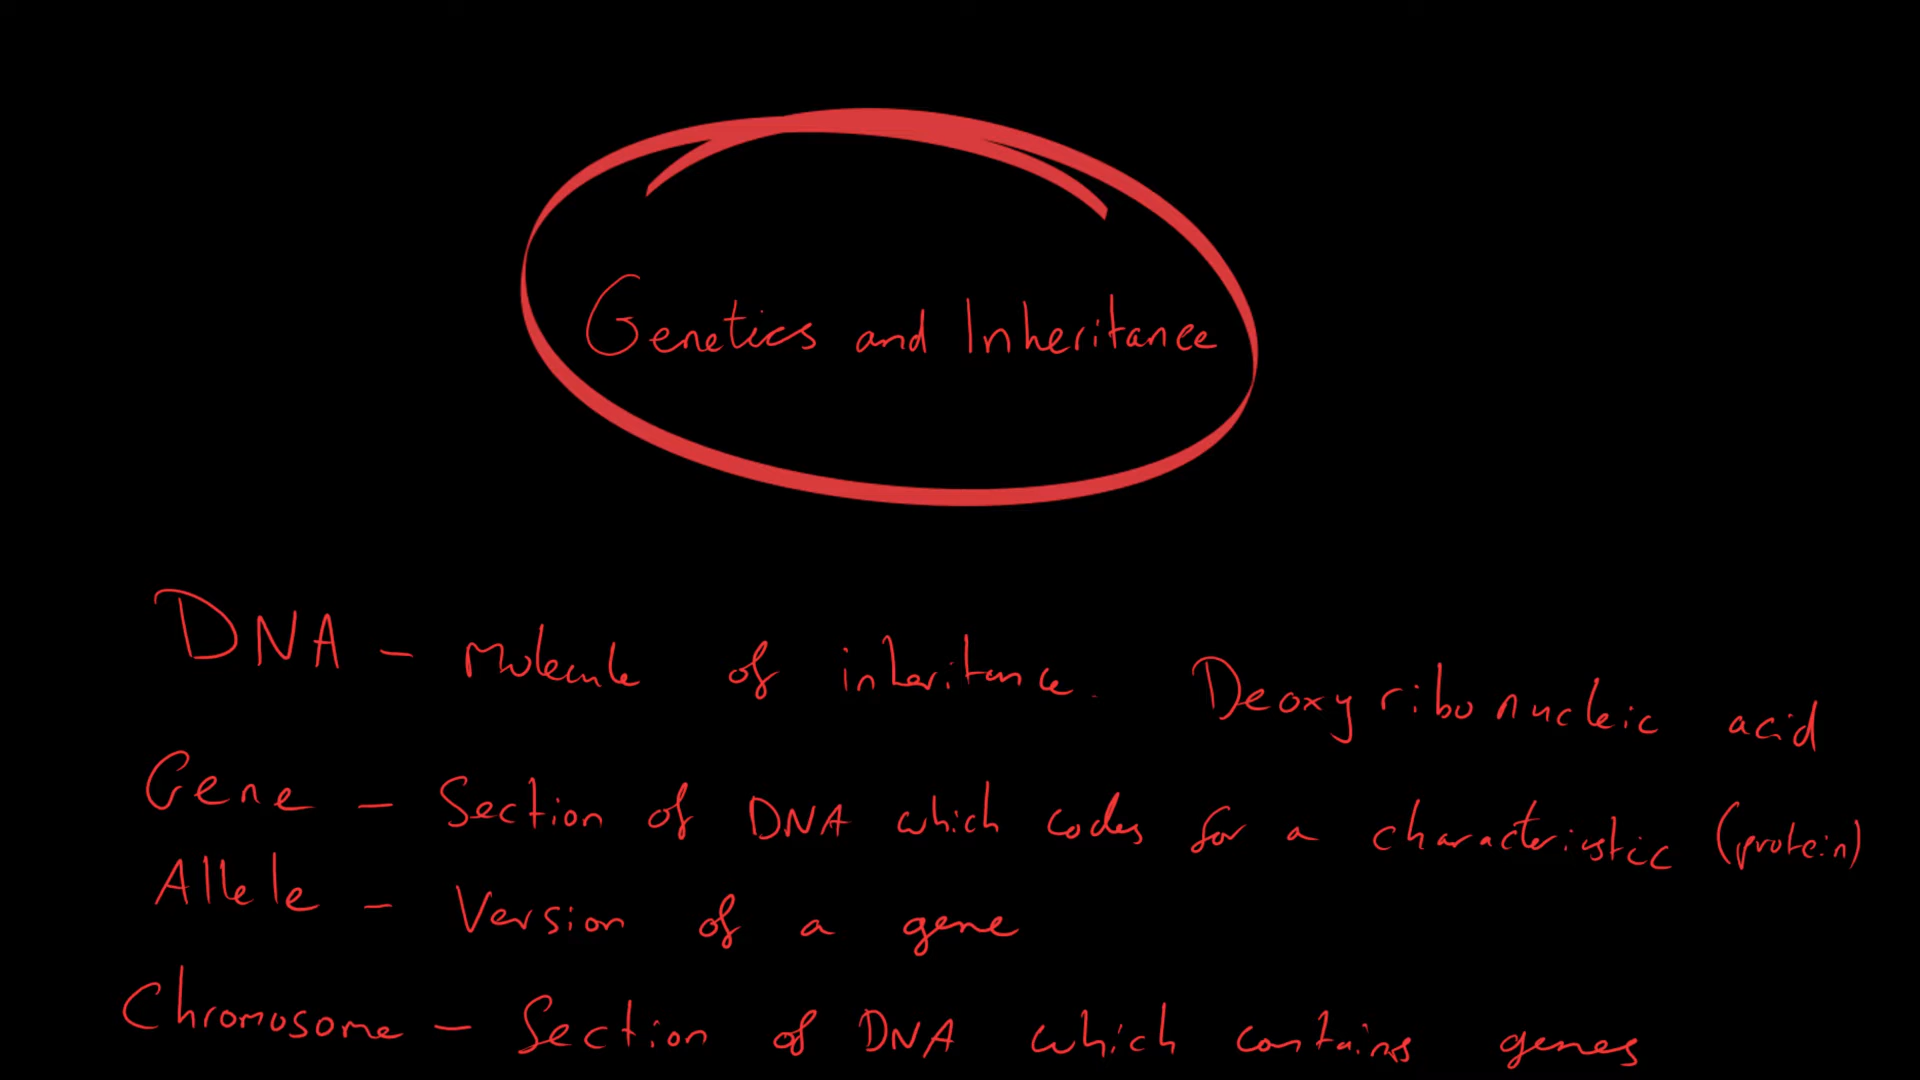 Genetics and Inheritance
DNA - Molecule of inheritance. Deoxyribonucleic acid
Gene - Section of DNA which codes for a characteristic (protein)
Allele - Version of a gene
Chromosome - Section of DNA which contains genes